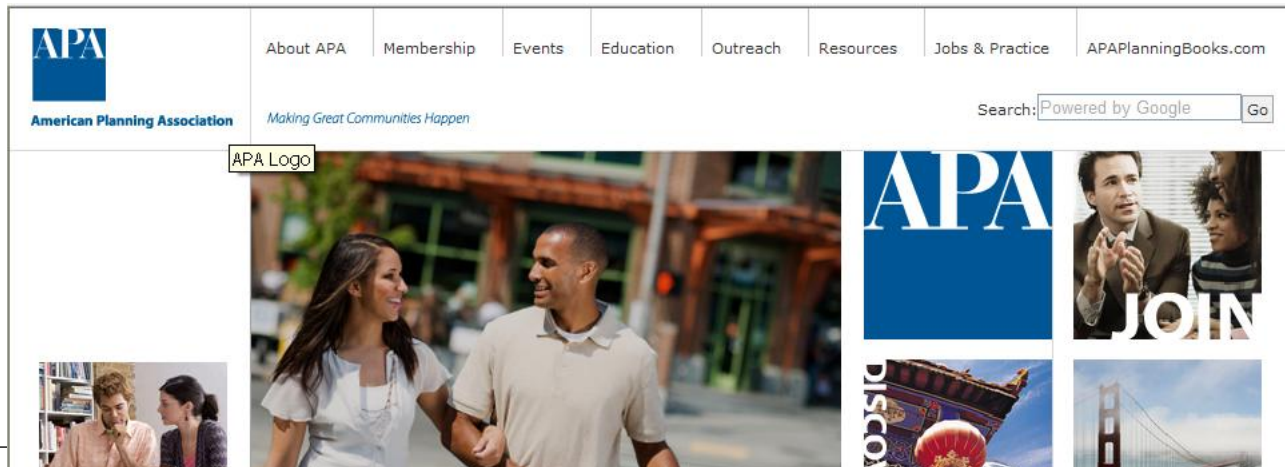 APA
American Planning Association
About APA
Membership
Events
Education
Outreach
Resources
Jobs & Practice
APAPlanningBooks.com
Making Great Communities Happen
Search:
Powered by Google
Go
APA Logo
APA
JOIN